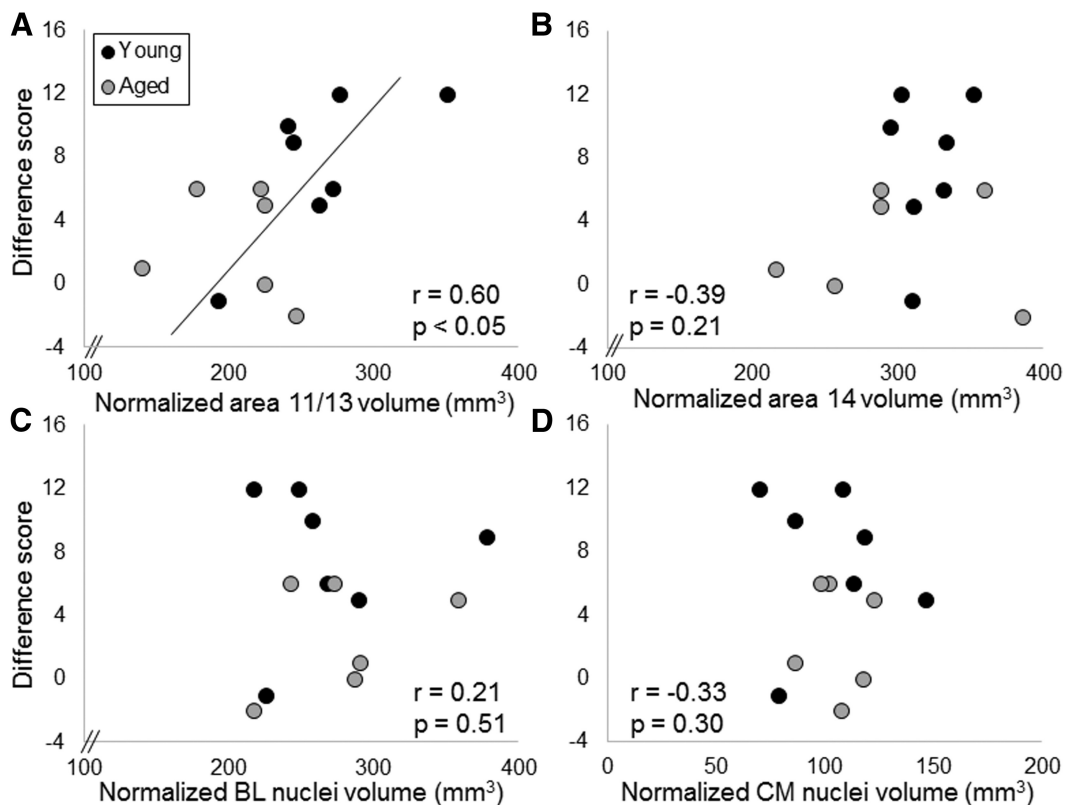 A
16
12
8
4
0
-4
Difference score
Young
Aged
r = 0.60
p < 0.05
100
200
300
400
Normalized area 11/13 volume (mm³)
B
16
12
8
4
0
-4
r = -0.39
p = 0.21
100
200
300
400
Normalized area 14 volume (mm³)
C
16
12
8
4
0
-4
Difference score
r = 0.21
p = 0.51
100
200
300
400
Normalized BL nuclei volume (mm³)
D
16
12
8
4
0
-4
r = -0.33
p = 0.30
0
50
100
150
200
Normalized CM nuclei volume (mm³)